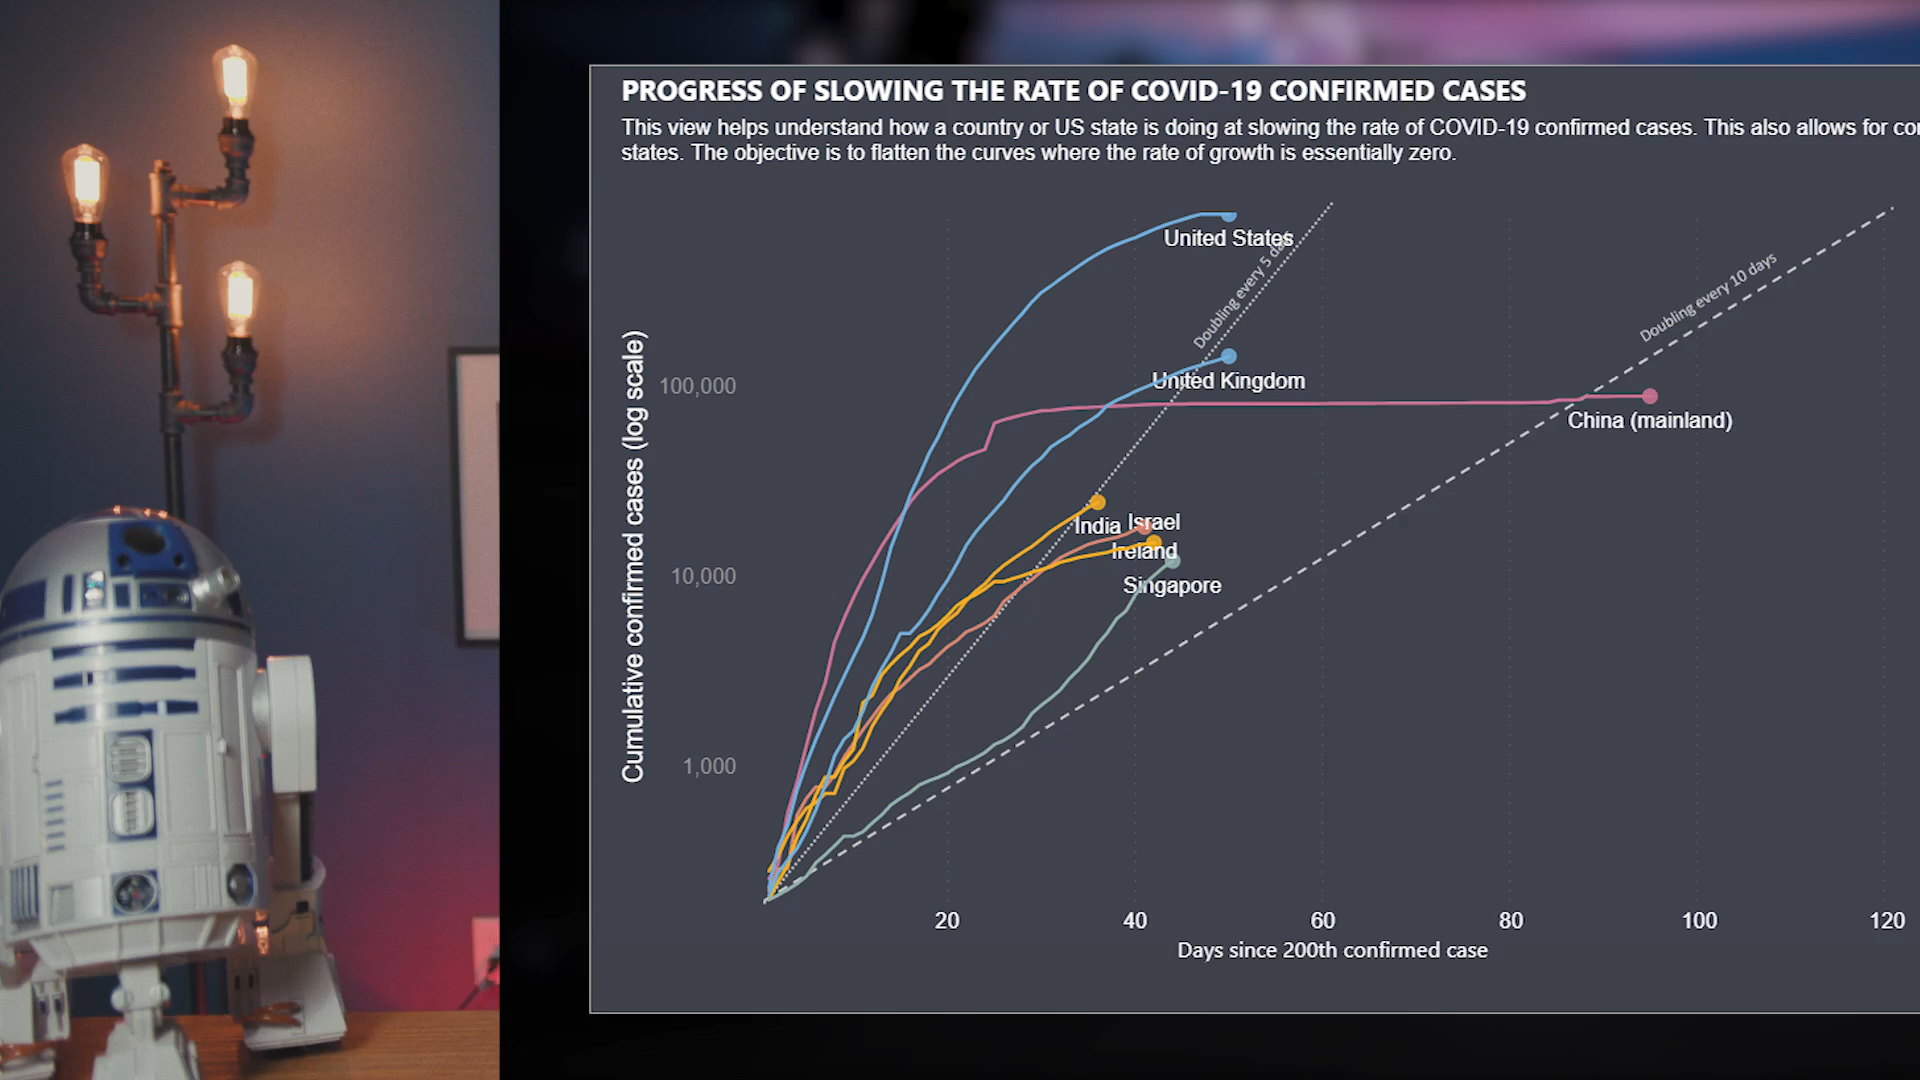 PROGRESS OF SLOWING THE RATE OF COVID-19 CONFIRMED CASES
This view helps understand how a country or US state is doing at slowing the rate of COVID-19 confirmed cases. This also allows for
states. The objective is to flatten the curves where the rate of growth is essentially zero.
United States
Doubling every 5
Doubling every 10 days
United Kingdom
100,000
China (mainland)
India
Israel
Ireland
Singapore
10,000
1,000
Cumulative confirmed cases (log scale)
20
40
60
80
100
120
Days since 200th confirmed case